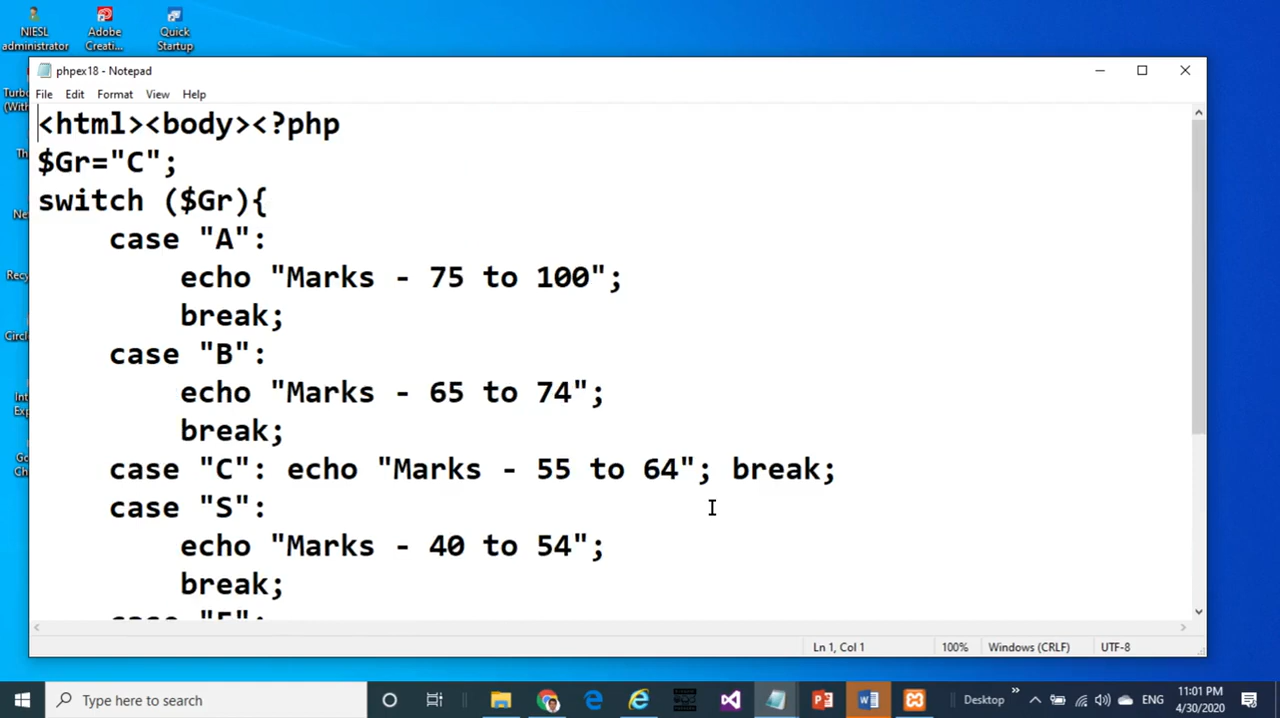 NIESL
administrator
Adobe
Creati...
Quick
Startup
phpex18 - Notepad
File Edit Format View Help
<html><body><?php
$Gr="C";
switch ($Gr){
case "A":
echo "Marks - 75 to 100";
break;
case "B":
echo "Marks - 65 to 74";
break;
case "C": echo "Marks - 55 to 64"; break;
case "S":
echo "Marks - 40 to 54";
break;
Ln 1, Col 1 100% Windows (CRLF) UTF-8
Type here to search
Desktop
ENG
11:01 PM
4/30/2020